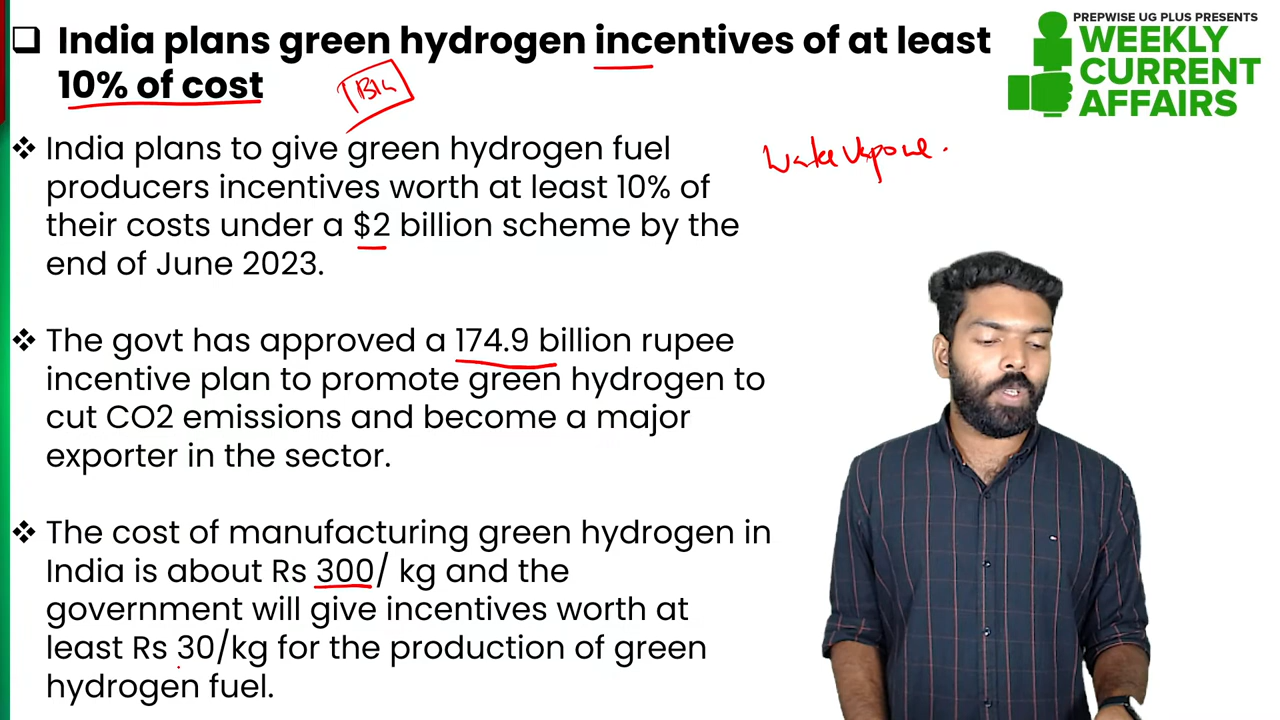 ❑ India plans green hydrogen incentives of at least
10% of cost
PREPWISE UG PLUS PRESENTS
WEEKLY
CURRENT
AFFAIRS
❖ India plans to give green hydrogen fuel
producers incentives worth at least 10% of
their costs under a $2 billion scheme by the
end of June 2023.
❖ The govt has approved a 174.9 billion rupee
incentive plan to promote green hydrogen to
cut CO2 emissions and become a major
exporter in the sector.
❖ The cost of manufacturing green hydrogen in
India is about Rs 300/ kg and the
government will give incentives worth at
least Rs 30/kg for the production of green
hydrogen fuel.